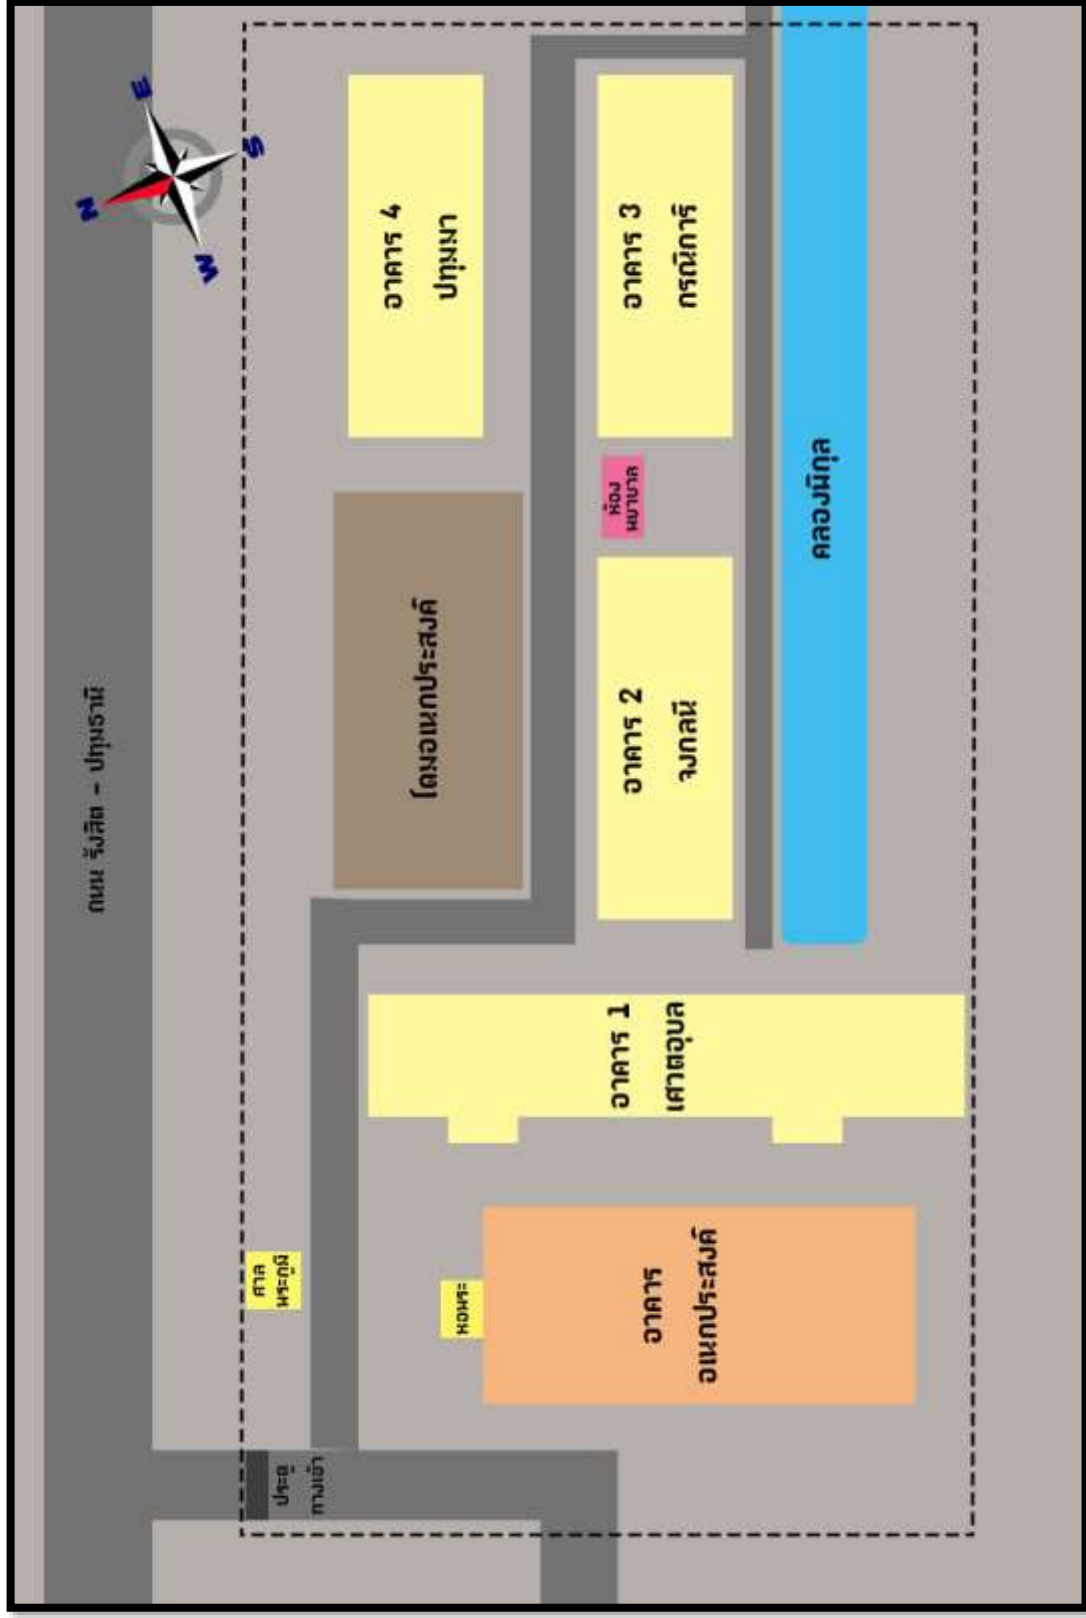 ถนน รังสิต - ปทุมธานี
N
E
W
S
ประตู
ทางเข้า
ศาล
พระภูมิ
โดมอเนกประสงค์
อาคาร 4
ปทุมมา
หอพระ
อาคาร
อเนกประสงค์
อาคาร 1
เศวตอุบล
อาคาร 2
จงกลนี
ห้อง
พยาบาล
อาคาร 3
กรณิการ์
คลองพิกุล